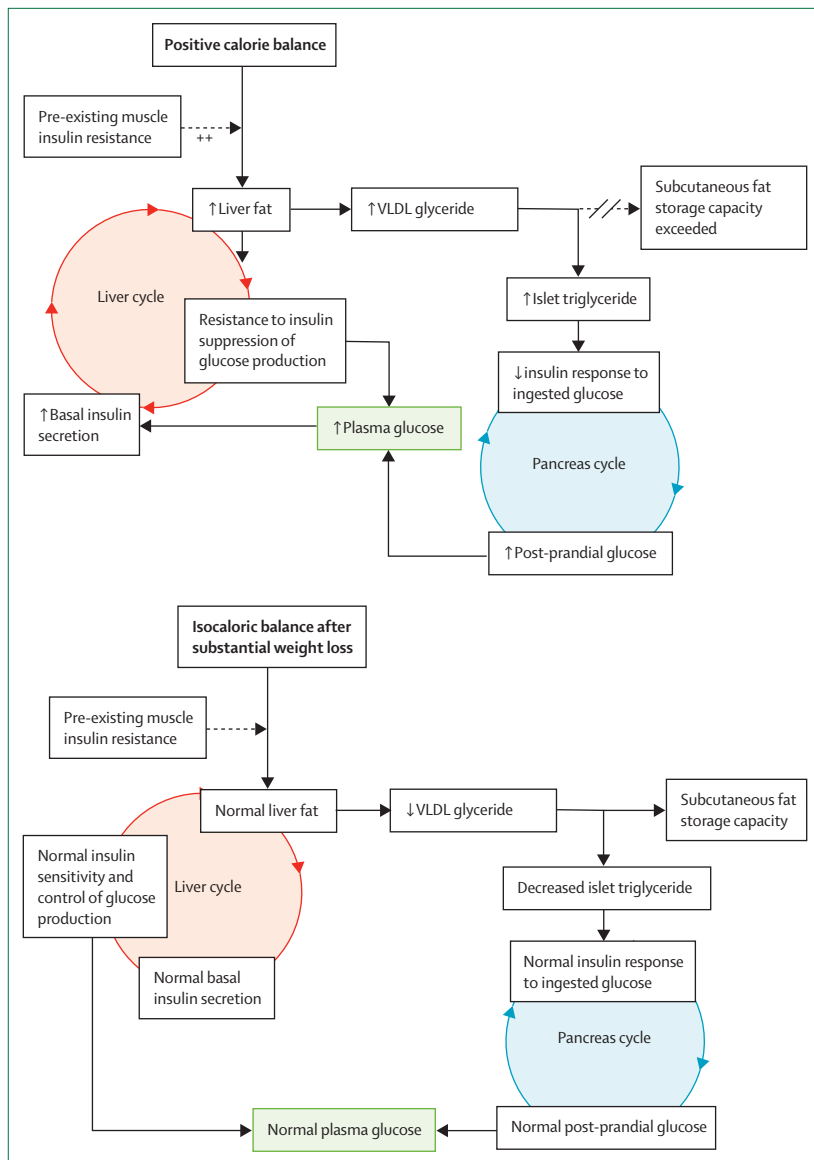 Positive calorie balance
Pre-existing muscle
insulin resistance
++
↑Liver fat
↑VLDL glyceride
Subcutaneous fat
storage capacity
exceeded
Liver cycle
Resistance to insulin
suppression of
glucose production
↑Islet triglyceride
↓insulin response to
ingested glucose
↑Basal insulin
secretion
↑Plasma glucose
Pancreas cycle
↑Post-prandial glucose
Isocaloric balance after
substantial weight loss
Pre-existing muscle
insulin resistance
Normal liver fat
↓VLDL glyceride
Subcutaneous fat
storage capacity
Normal insulin
sensitivity and
control of glucose
production
Liver cycle
Decreased islet triglyceride
Normal basal
insulin secretion
Normal insulin response
to ingested glucose
Pancreas cycle
Normal plasma glucose
Normal post-prandial glucose